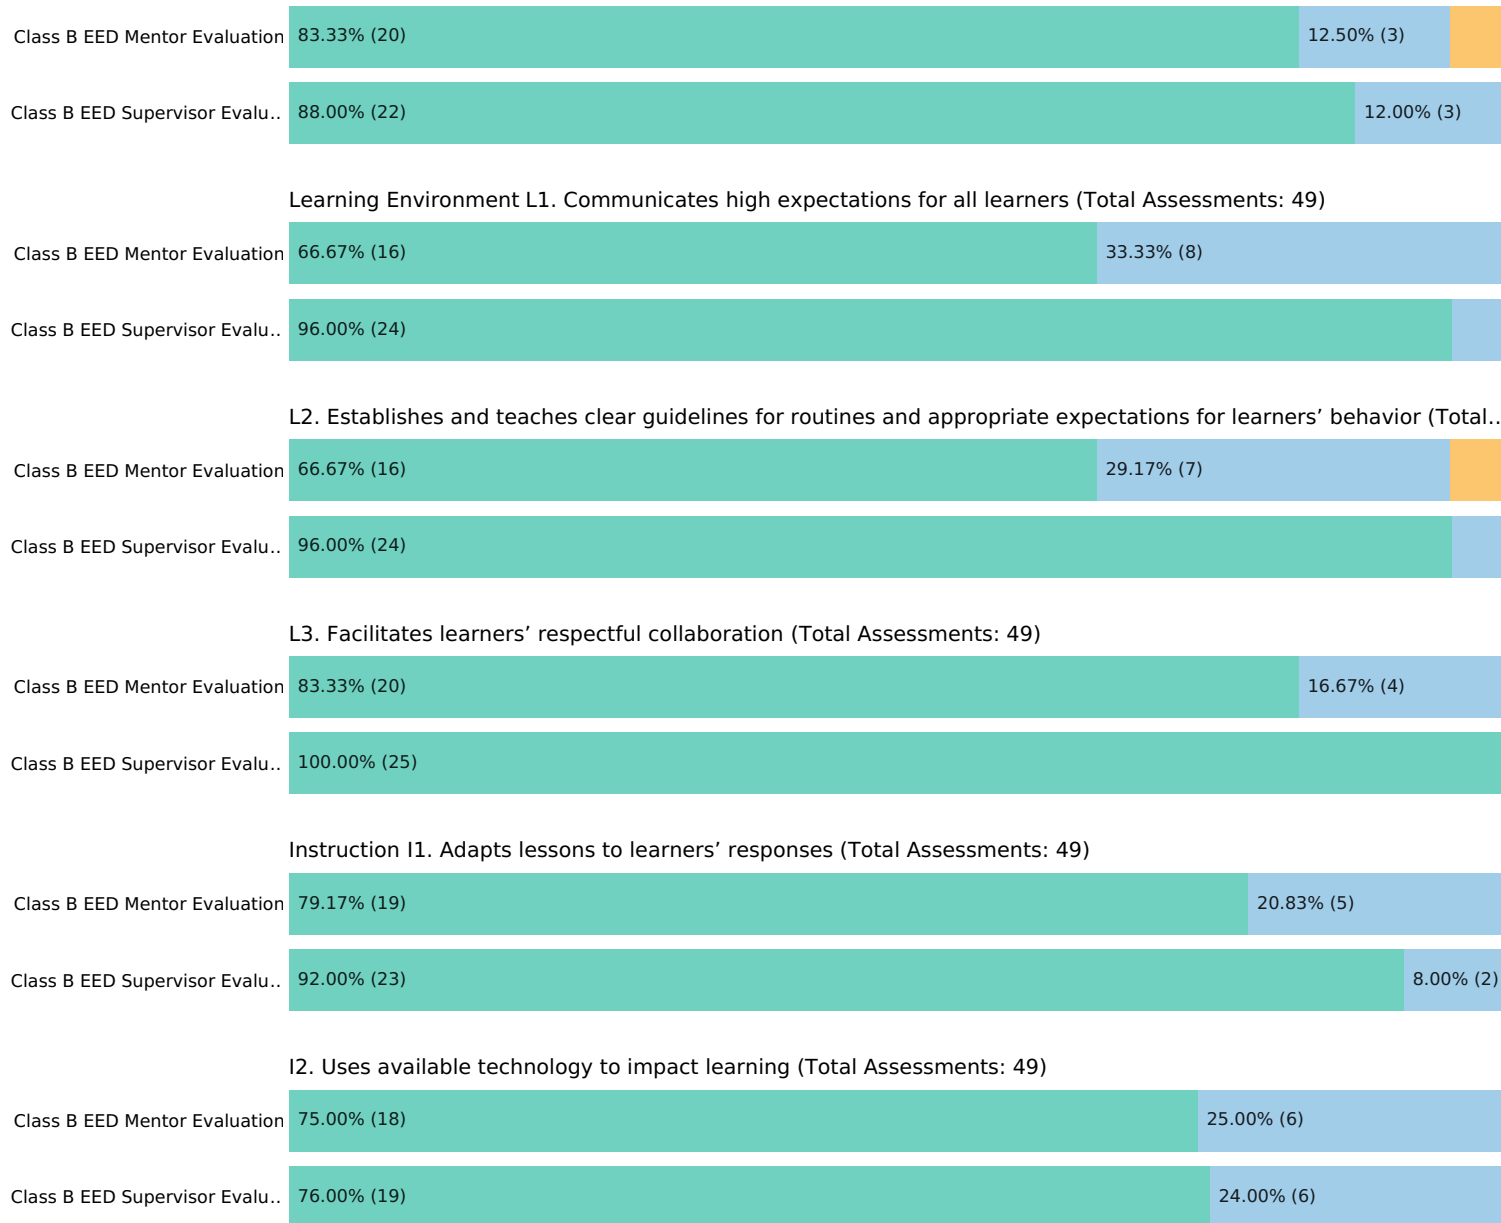 Class B EED Mentor Evaluation 83.33% (20) 12.50% (3)
Class B EED Supervisor Evalu.. 88.00% (22) 12.00% (3)
Learning Environment L1. Communicates high expectations for all learners (Total Assessments: 49)
Class B EED Mentor Evaluation 66.67% (16) 33.33% (8)
Class B EED Supervisor Evalu.. 96.00% (24)
L2. Establishes and teaches clear guidelines for routines and appropriate expectations for learners’ behavior (Total..
Class B EED Mentor Evaluation 66.67% (16) 29.17% (7)
Class B EED Supervisor Evalu.. 96.00% (24)
L3. Facilitates learners’ respectful collaboration (Total Assessments: 49)
Class B EED Mentor Evaluation 83.33% (20) 16.67% (4)
Class B EED Supervisor Evalu.. 100.00% (25)
Instruction I1. Adapts lessons to learners’ responses (Total Assessments: 49)
Class B EED Mentor Evaluation 79.17% (19) 20.83% (5)
Class B EED Supervisor Evalu.. 92.00% (23) 8.00% (2)
I2. Uses available technology to impact learning (Total Assessments: 49)
Class B EED Mentor Evaluation 75.00% (18) 25.00% (6)
Class B EED Supervisor Evalu.. 76.00% (19) 24.00% (6)